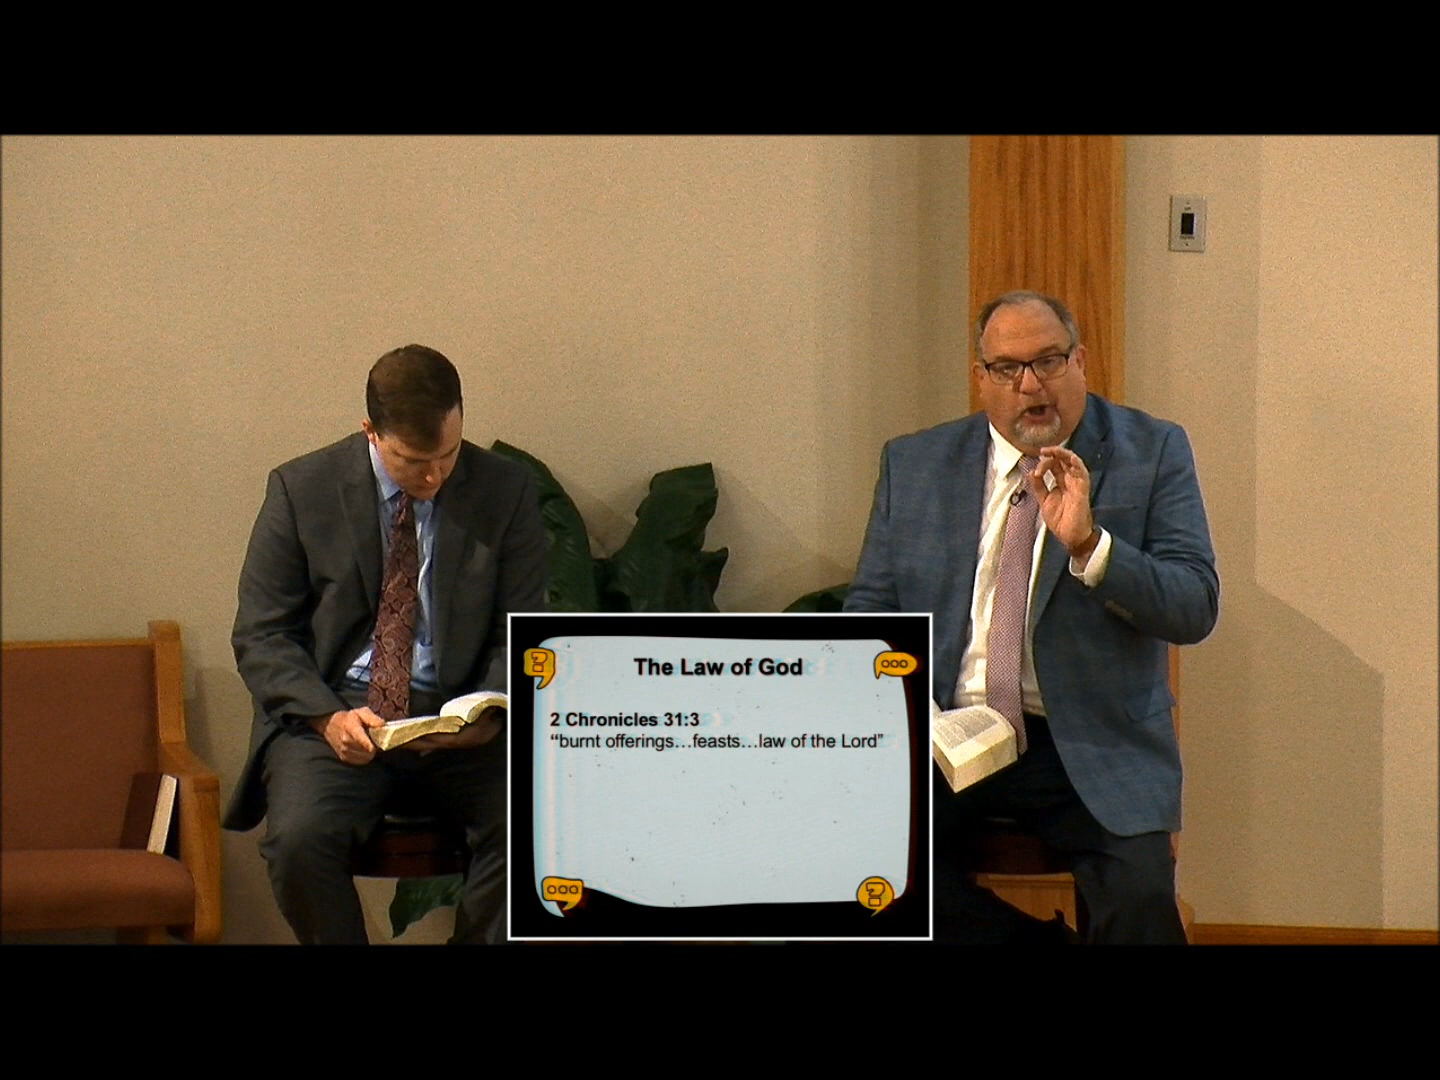 The Law of God
2 Chronicles 31:3
“burnt offerings…feasts…law of the Lord”